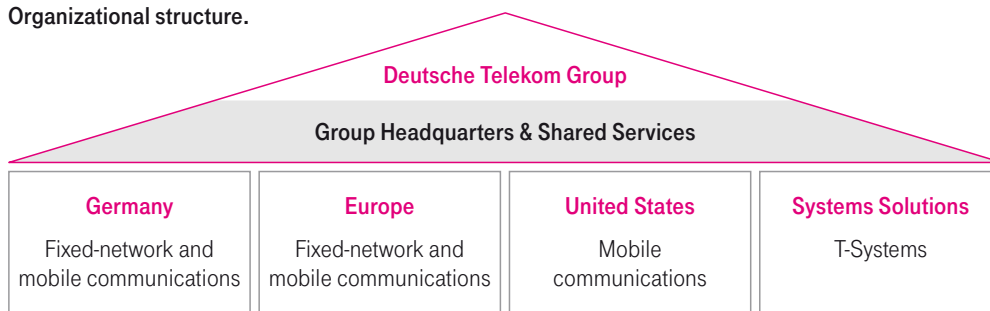 Organizational structure.
Deutsche Telekom Group
Group Headquarters & Shared Services
Germany
Fixed-network and
mobile communications
Europe
Fixed-network and
mobile communications
United States
Mobile
communications
Systems Solutions
T-Systems